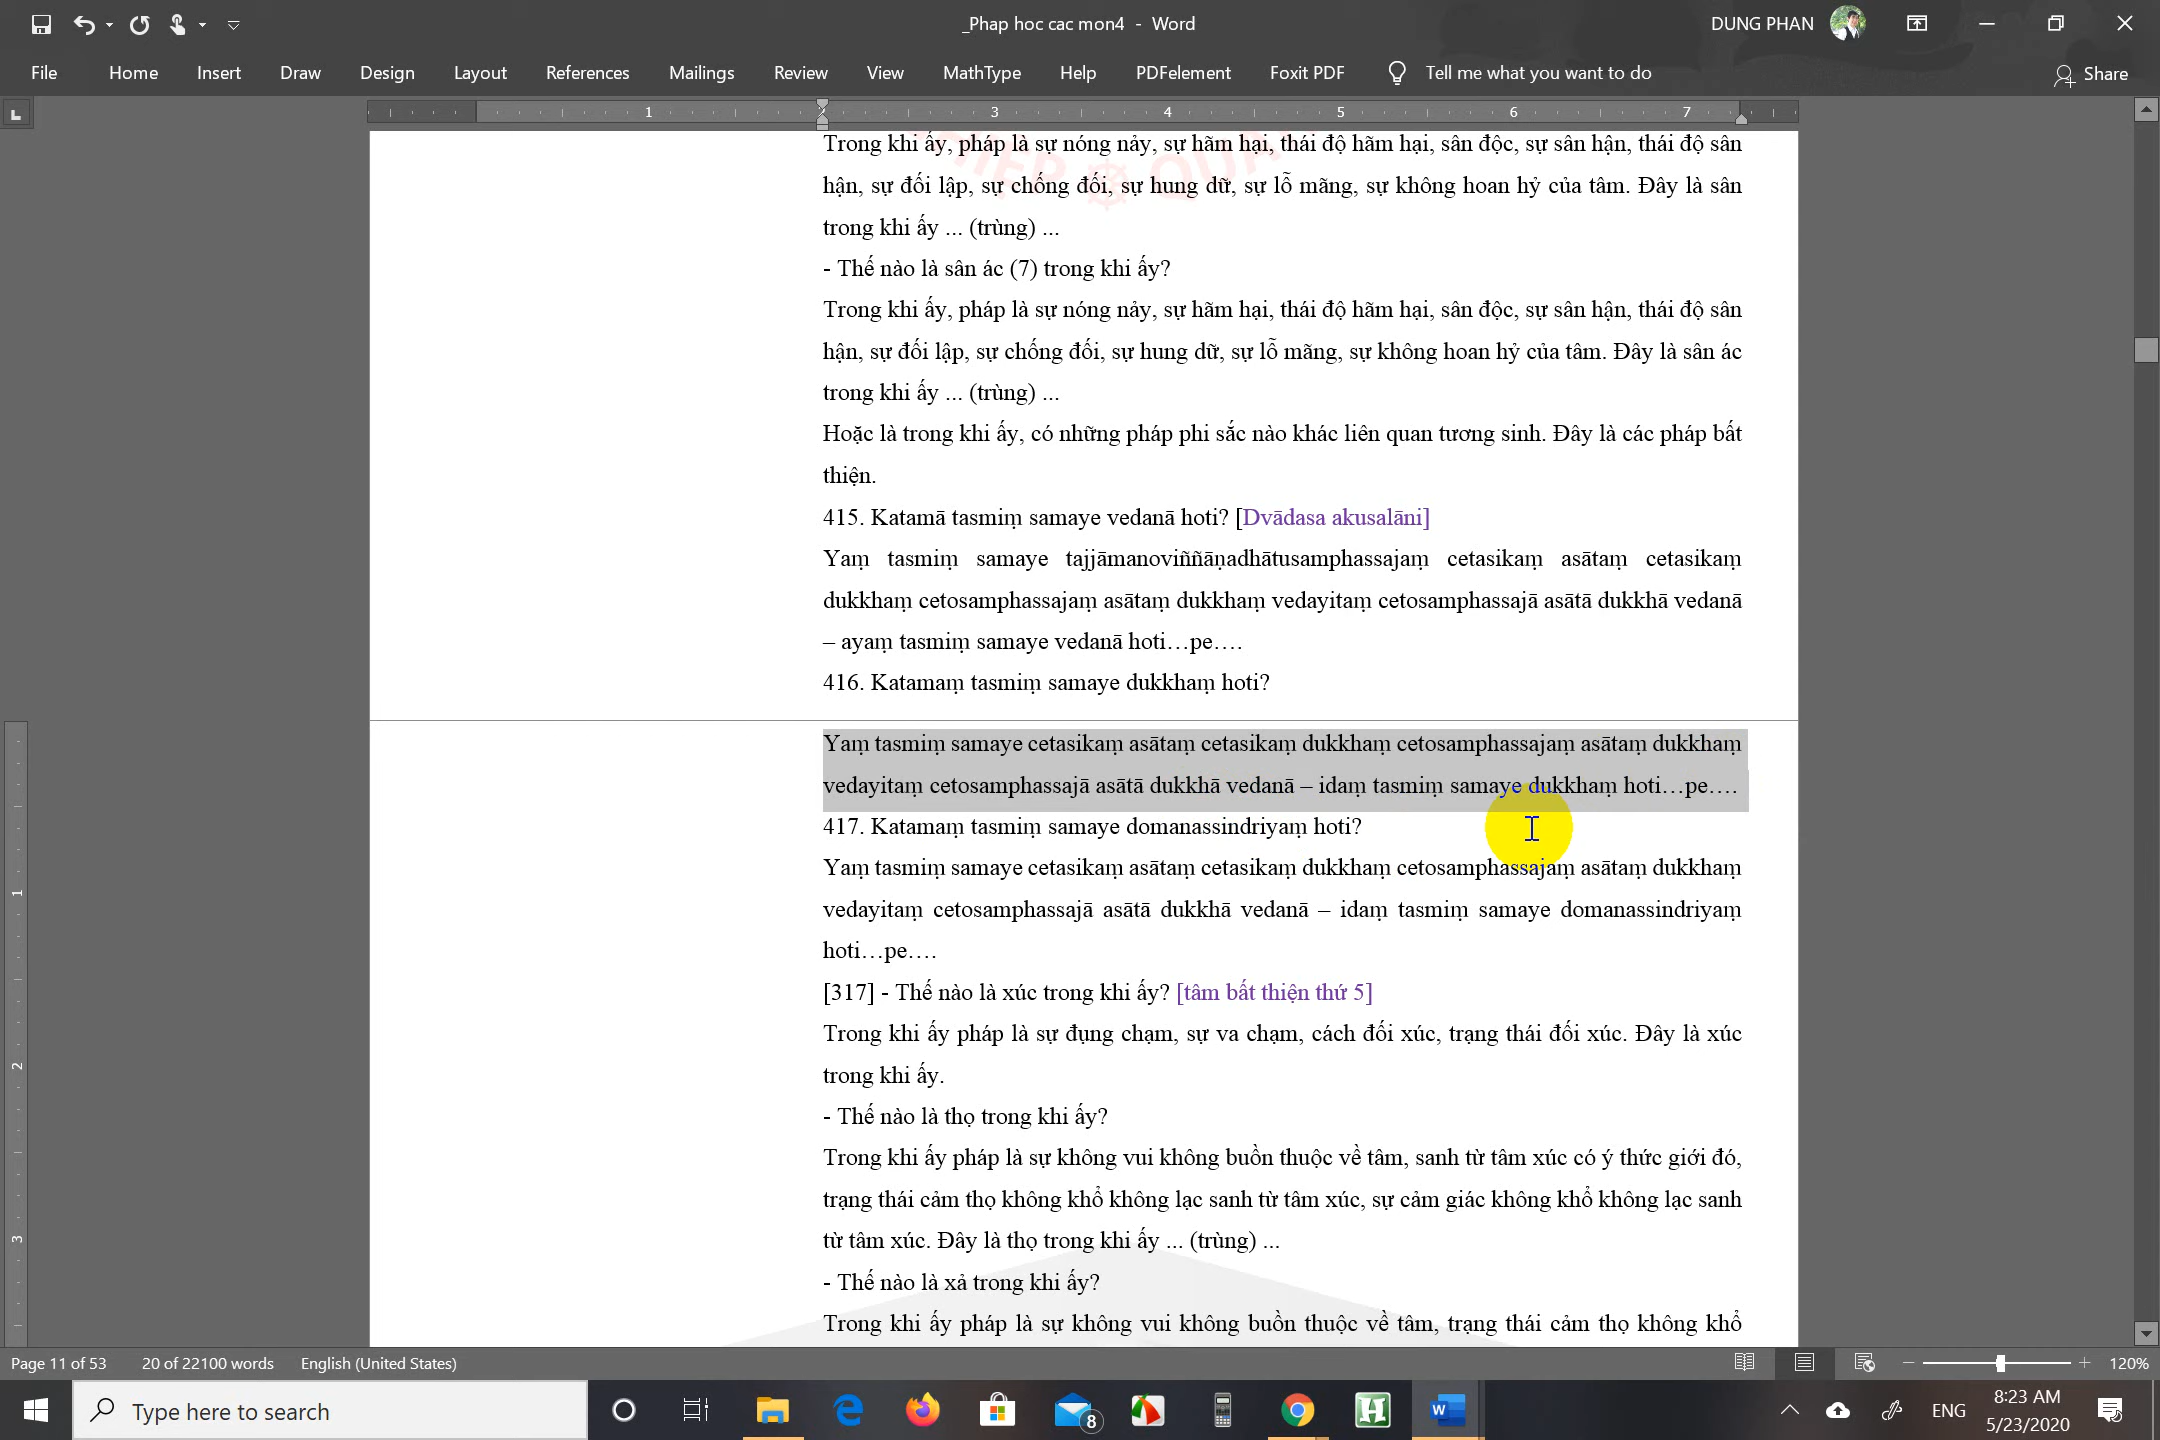 _Phap hoc cac mon4 - Word
DUNG PHAN
File Home Insert Draw Design Layout References Mailings Review View MathType Help PDFelement Foxit PDF Tell me what you want to do Share
1 3 4 5 6 7
Trong khi ấy, pháp là sự nóng nảy, sự hãm hại, thái độ hãm hại, sân độc, sự sân hận, thái độ sân
hận, sự đối lập, sự chống đối, sự hung dữ, sự lỗ mãng, sự không hoan hỷ của tâm. Đây là sân
trong khi ấy ... (trùng) ...
- Thế nào là sân ác (7) trong khi ấy?
Trong khi ấy, pháp là sự nóng nảy, sự hãm hại, thái độ hãm hại, sân độc, sự sân hận, thái độ sân
hận, sự đối lập, sự chống đối, sự hung dữ, sự lỗ mãng, sự không hoan hỷ của tâm. Đây là sân ác
trong khi ấy ... (trùng) ...
Hoặc là trong khi ấy, có những pháp phi sắc nào khác liên quan tương sinh. Đây là các pháp bất
thiện.
415. Katamā tasmiṃ samaye vedanā hoti? [Dvādasa akusalāni]
Yaṃ tasmiṃ samaye tajjāmanoviññāṇadhātusamphassajaṃ cetasikaṃ asātaṃ cetasikaṃ
dukkhaṃ cetosamphassajaṃ asātaṃ dukkhaṃ vedayitaṃ cetosamphassajā asātā dukkhā vedanā
– ayaṃ tasmiṃ samaye vedanā hoti…pe….
416. Katamaṃ tasmiṃ samaye dukkhaṃ hoti?
Yaṃ tasmiṃ samaye cetasikaṃ asātaṃ cetasikaṃ dukkhaṃ cetosamphassajaṃ asātaṃ dukkhaṃ
vedayitaṃ cetosamphassajā asātā dukkhā vedanā – idaṃ tasmiṃ samaye dukkhaṃ hoti…pe….
417. Katamaṃ tasmiṃ samaye domanassindriyaṃ hoti?
Yaṃ tasmiṃ samaye cetasikaṃ asātaṃ cetasikaṃ dukkhaṃ cetosamphassajaṃ asātaṃ dukkhaṃ
vedayitaṃ cetosamphassajā asātā dukkhā vedanā – idaṃ tasmiṃ samaye domanassindriyaṃ
hoti…pe….
[317] - Thế nào là xúc trong khi ấy? [tâm bất thiện thứ 5]
Trong khi ấy pháp là sự đụng chạm, sự va chạm, cách đối xúc, trạng thái đối xúc. Đây là xúc
trong khi ấy.
- Thế nào là thọ trong khi ấy?
Trong khi ấy pháp là sự không vui không buồn thuộc về tâm, sanh từ tâm xúc có ý thức giới đó,
trạng thái cảm thọ không khổ không lạc sanh từ tâm xúc, sự cảm giác không khổ không lạc sanh
từ tâm xúc. Đây là thọ trong khi ấy ... (trùng) ...
- Thế nào là xả trong khi ấy?
Trong khi ấy pháp là sự không vui không buồn thuộc về tâm, trạng thái cảm thọ không khổ
1
2
3
Page 11 of 53 20 of 22100 words English (United States) 120%
Type here to search 8 ENG 8:23 AM
5/23/2020